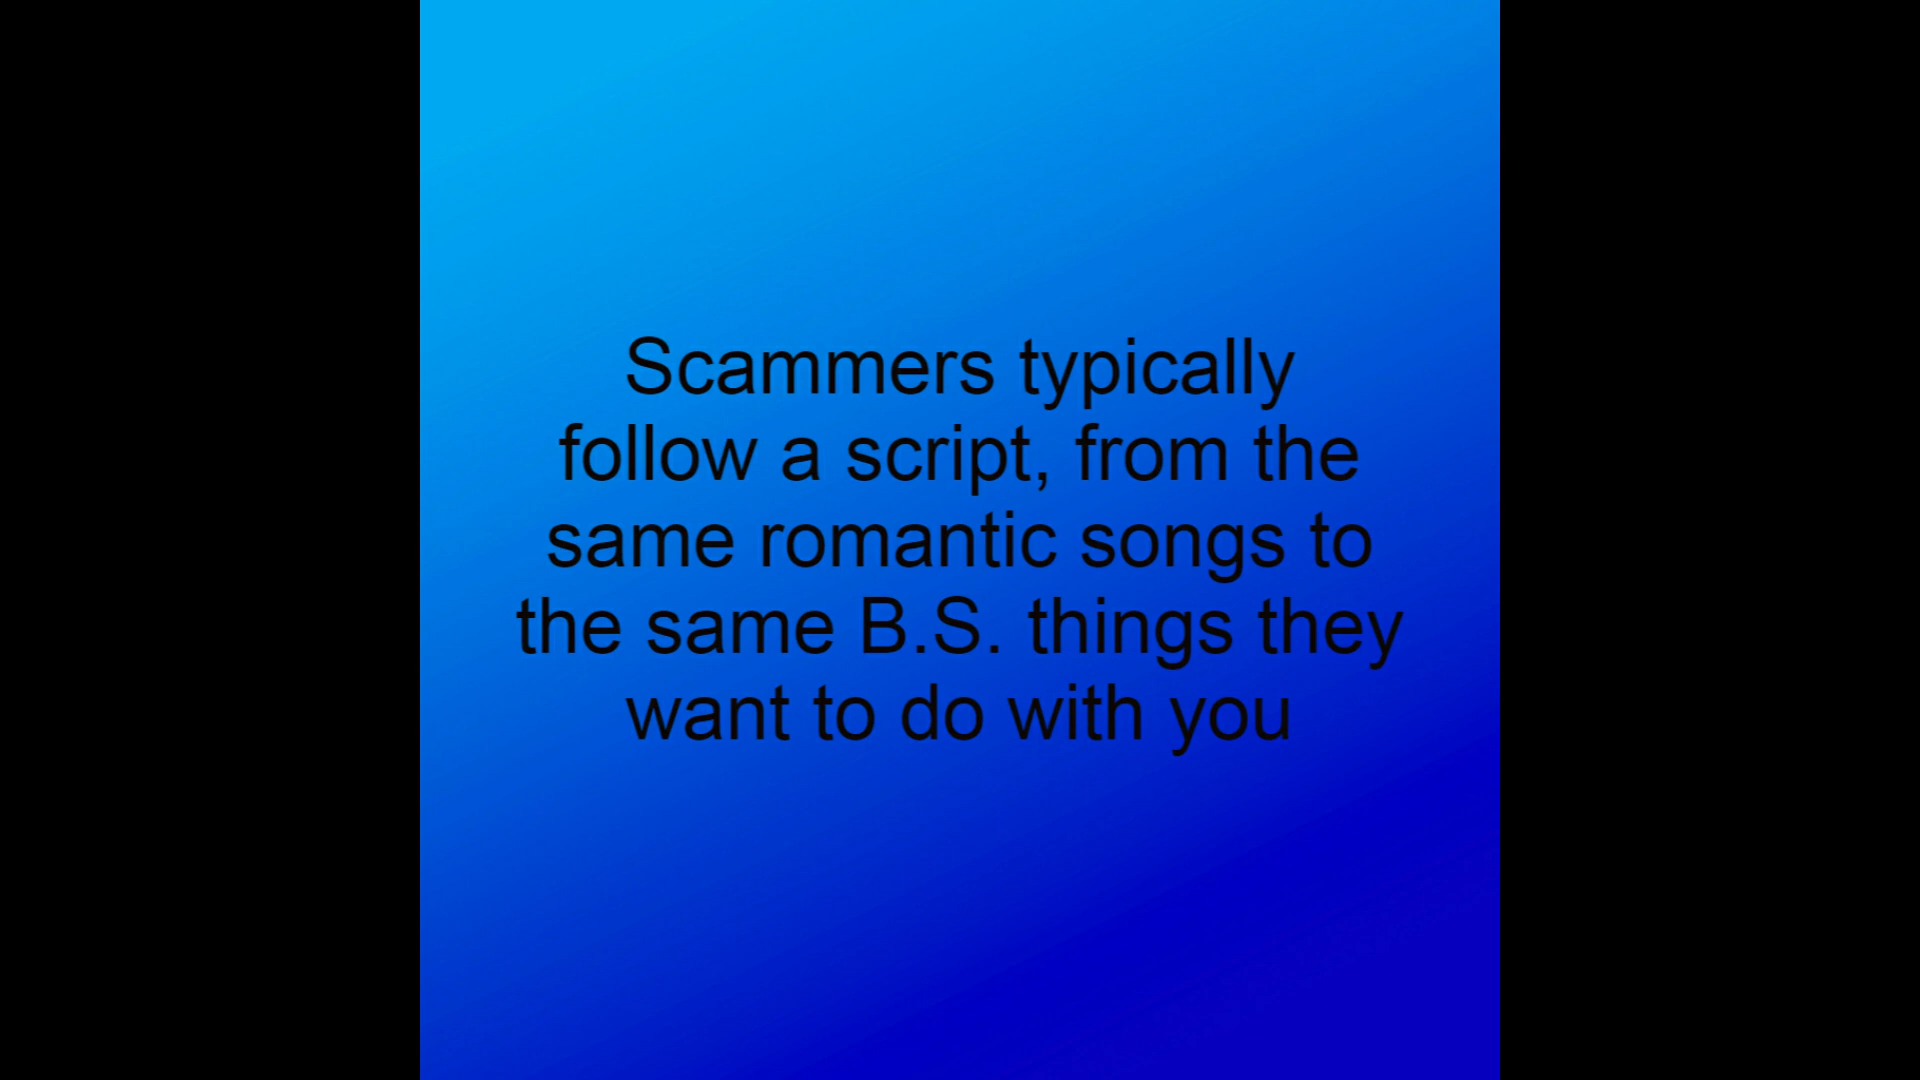 Scammers typically
follow a script, from the
same romantic songs to
the same B.S. things they
want to do with you